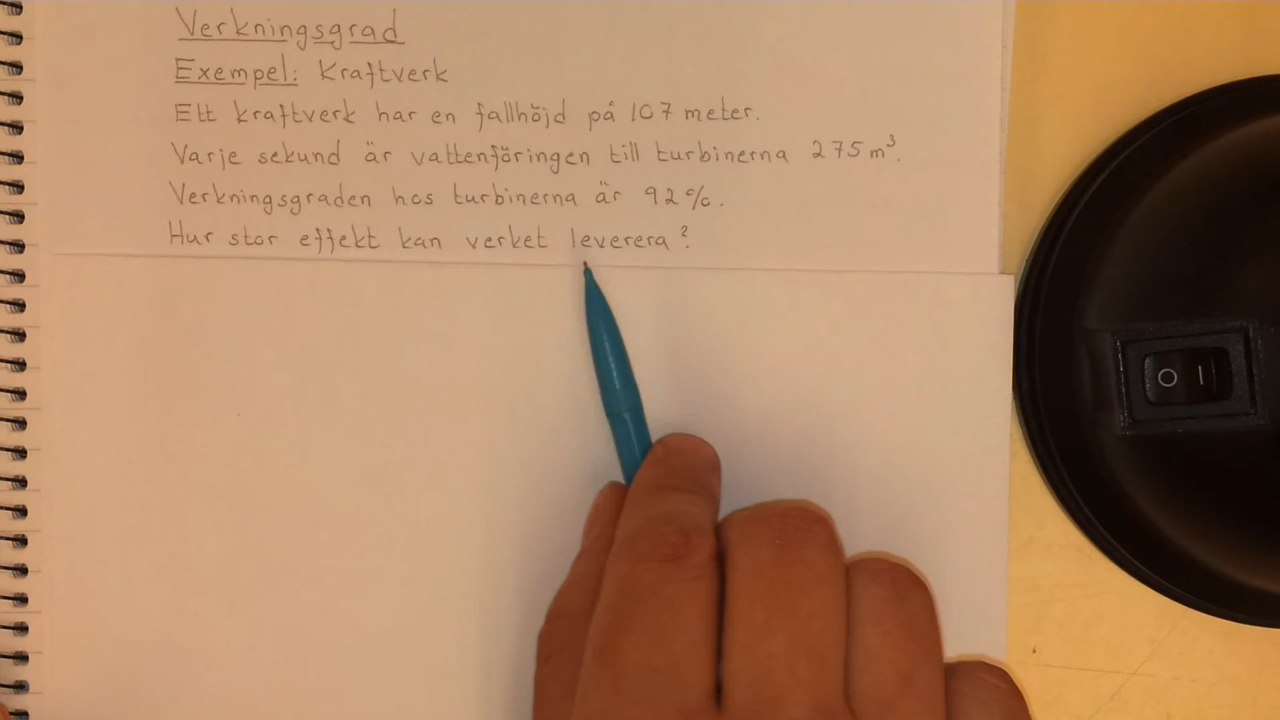 Verkningsgrad
Exempel: Kraftverk
Ett kraftverk har en fallhöjd på 107 meter.
Varje sekund är vattenföringen till turbinerna 275 m³.
Verkningsgraden hos turbinerna är 92%.
Hur stor effekt kan verket leverera?
O I